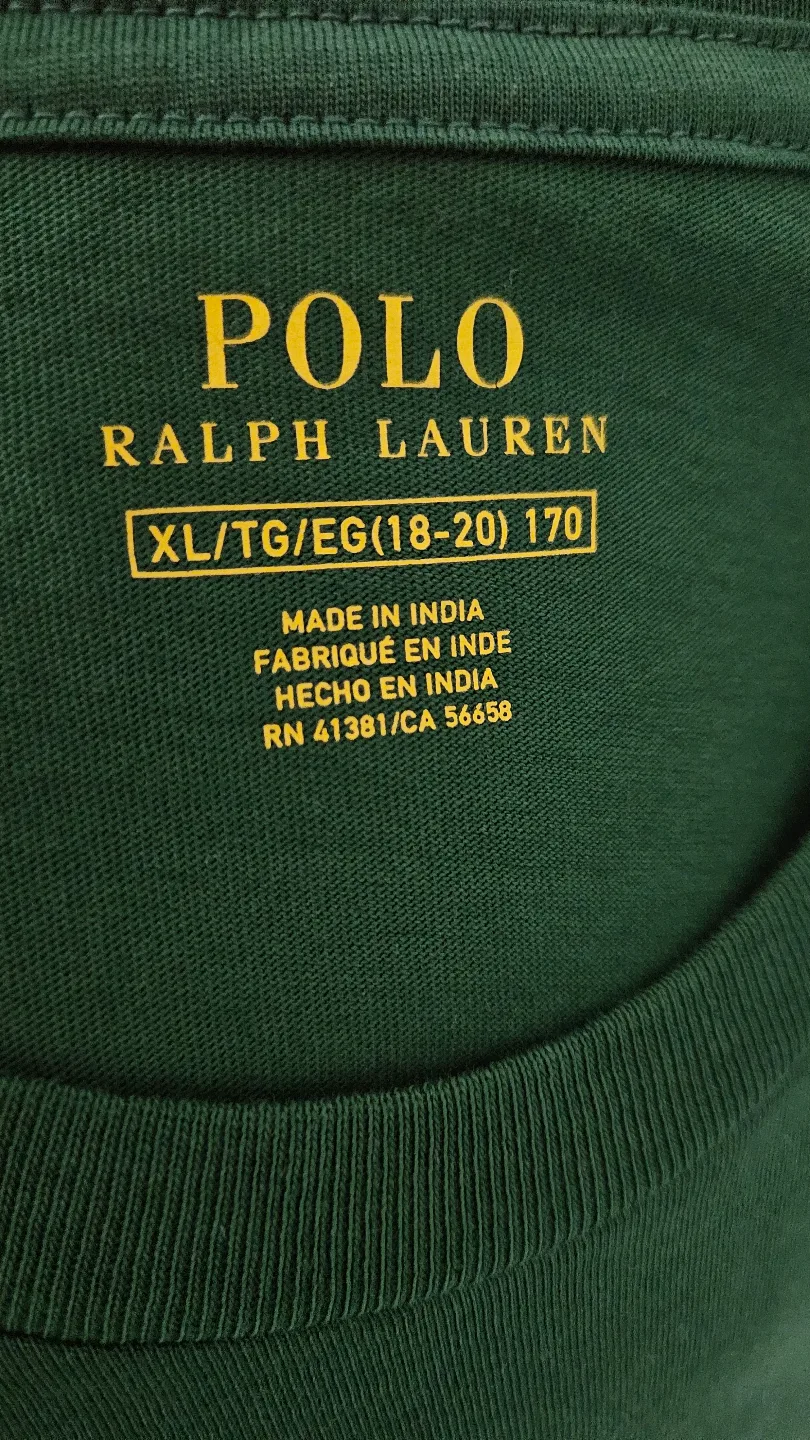 POLO
RALPH LAUREN
XL/TG/EG(18-20) 170
MADE IN INDIA
FABRIQUÉ EN INDE
HECHO EN INDIA
RN 41381/CA 56658